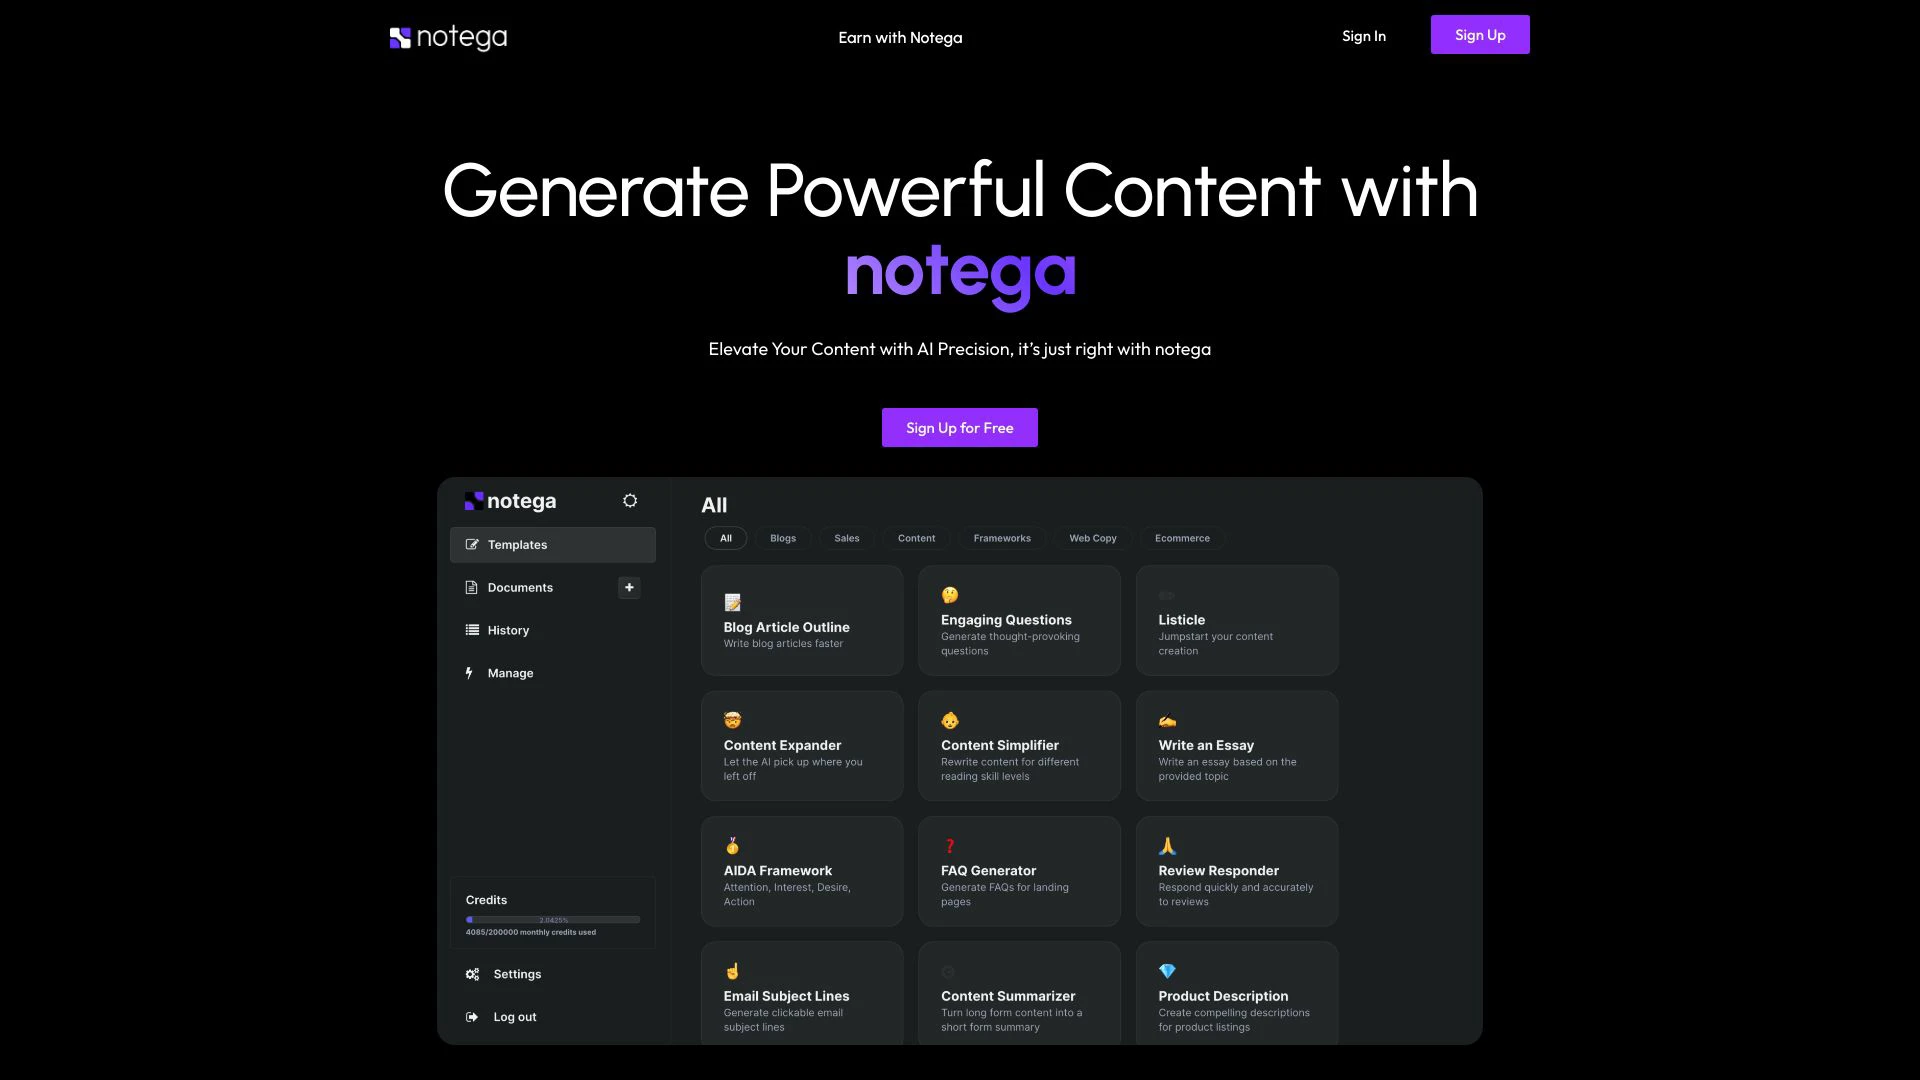 notega
Earn with Notega
Sign In
Sign Up
Generate Powerful Content with
notega
Elevate Your Content with AI Precision, it's just right with notega
Sign Up for Free
notega
Templates
Documents
+
History
Manage
Credits
2.0425%
4085/200000 monthly credits used
Settings
Log out
All
All
Blogs
Sales
Content
Frameworks
Web Copy
Ecommerce
Blog Article Outline
Write blog articles faster
Engaging Questions
Generate thought-provoking
questions
Listicle
Jumpstart your content
creation
Content Expander
Let the AI pick up where you
left off
Content Simplifier
Rewrite content for different
reading skill levels
Write an Essay
Write an essay based on the
provided topic
AIDA Framework
Attention, Interest, Desire,
Action
FAQ Generator
Generate FAQs for landing
pages
Review Responder
Respond quickly and accurately
to reviews
Email Subject Lines
Generate clickable email
subject lines
Content Summarizer
Turn long form content into a
short form summary
Product Description
Create compelling descriptions
for product listings